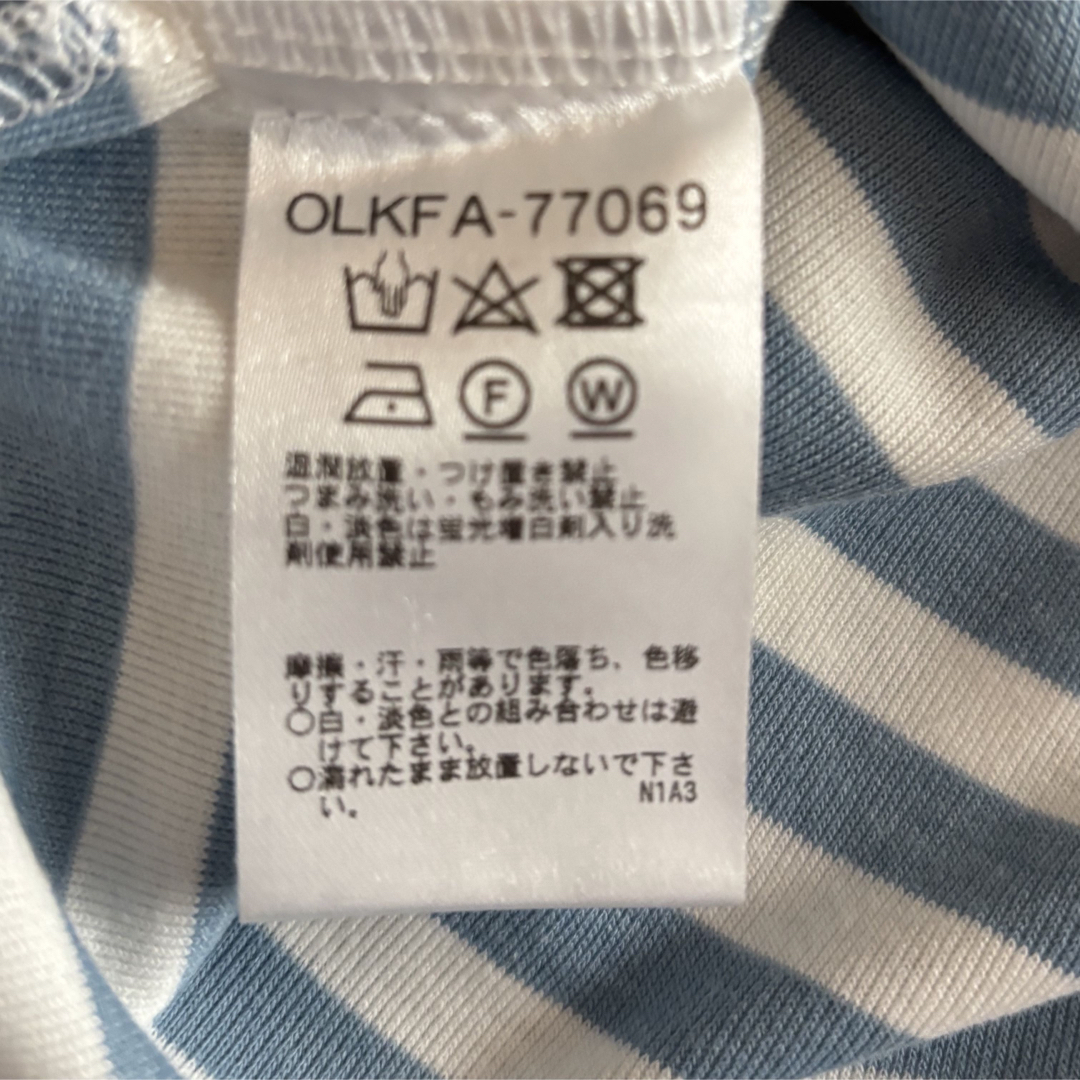 OLKFA-77069
F W
湿潤放置・つけ置き禁止
つまみ洗い・もみ洗い禁止
白・淡色は蛍光増白剤入り洗
剤使用禁止
摩擦・汗・雨等で色落ち、色移
りすることがあります。
○白・淡色との組み合わせは避
けて下さい。
○濡れたまま放置しないで下さ
い。 N1A3